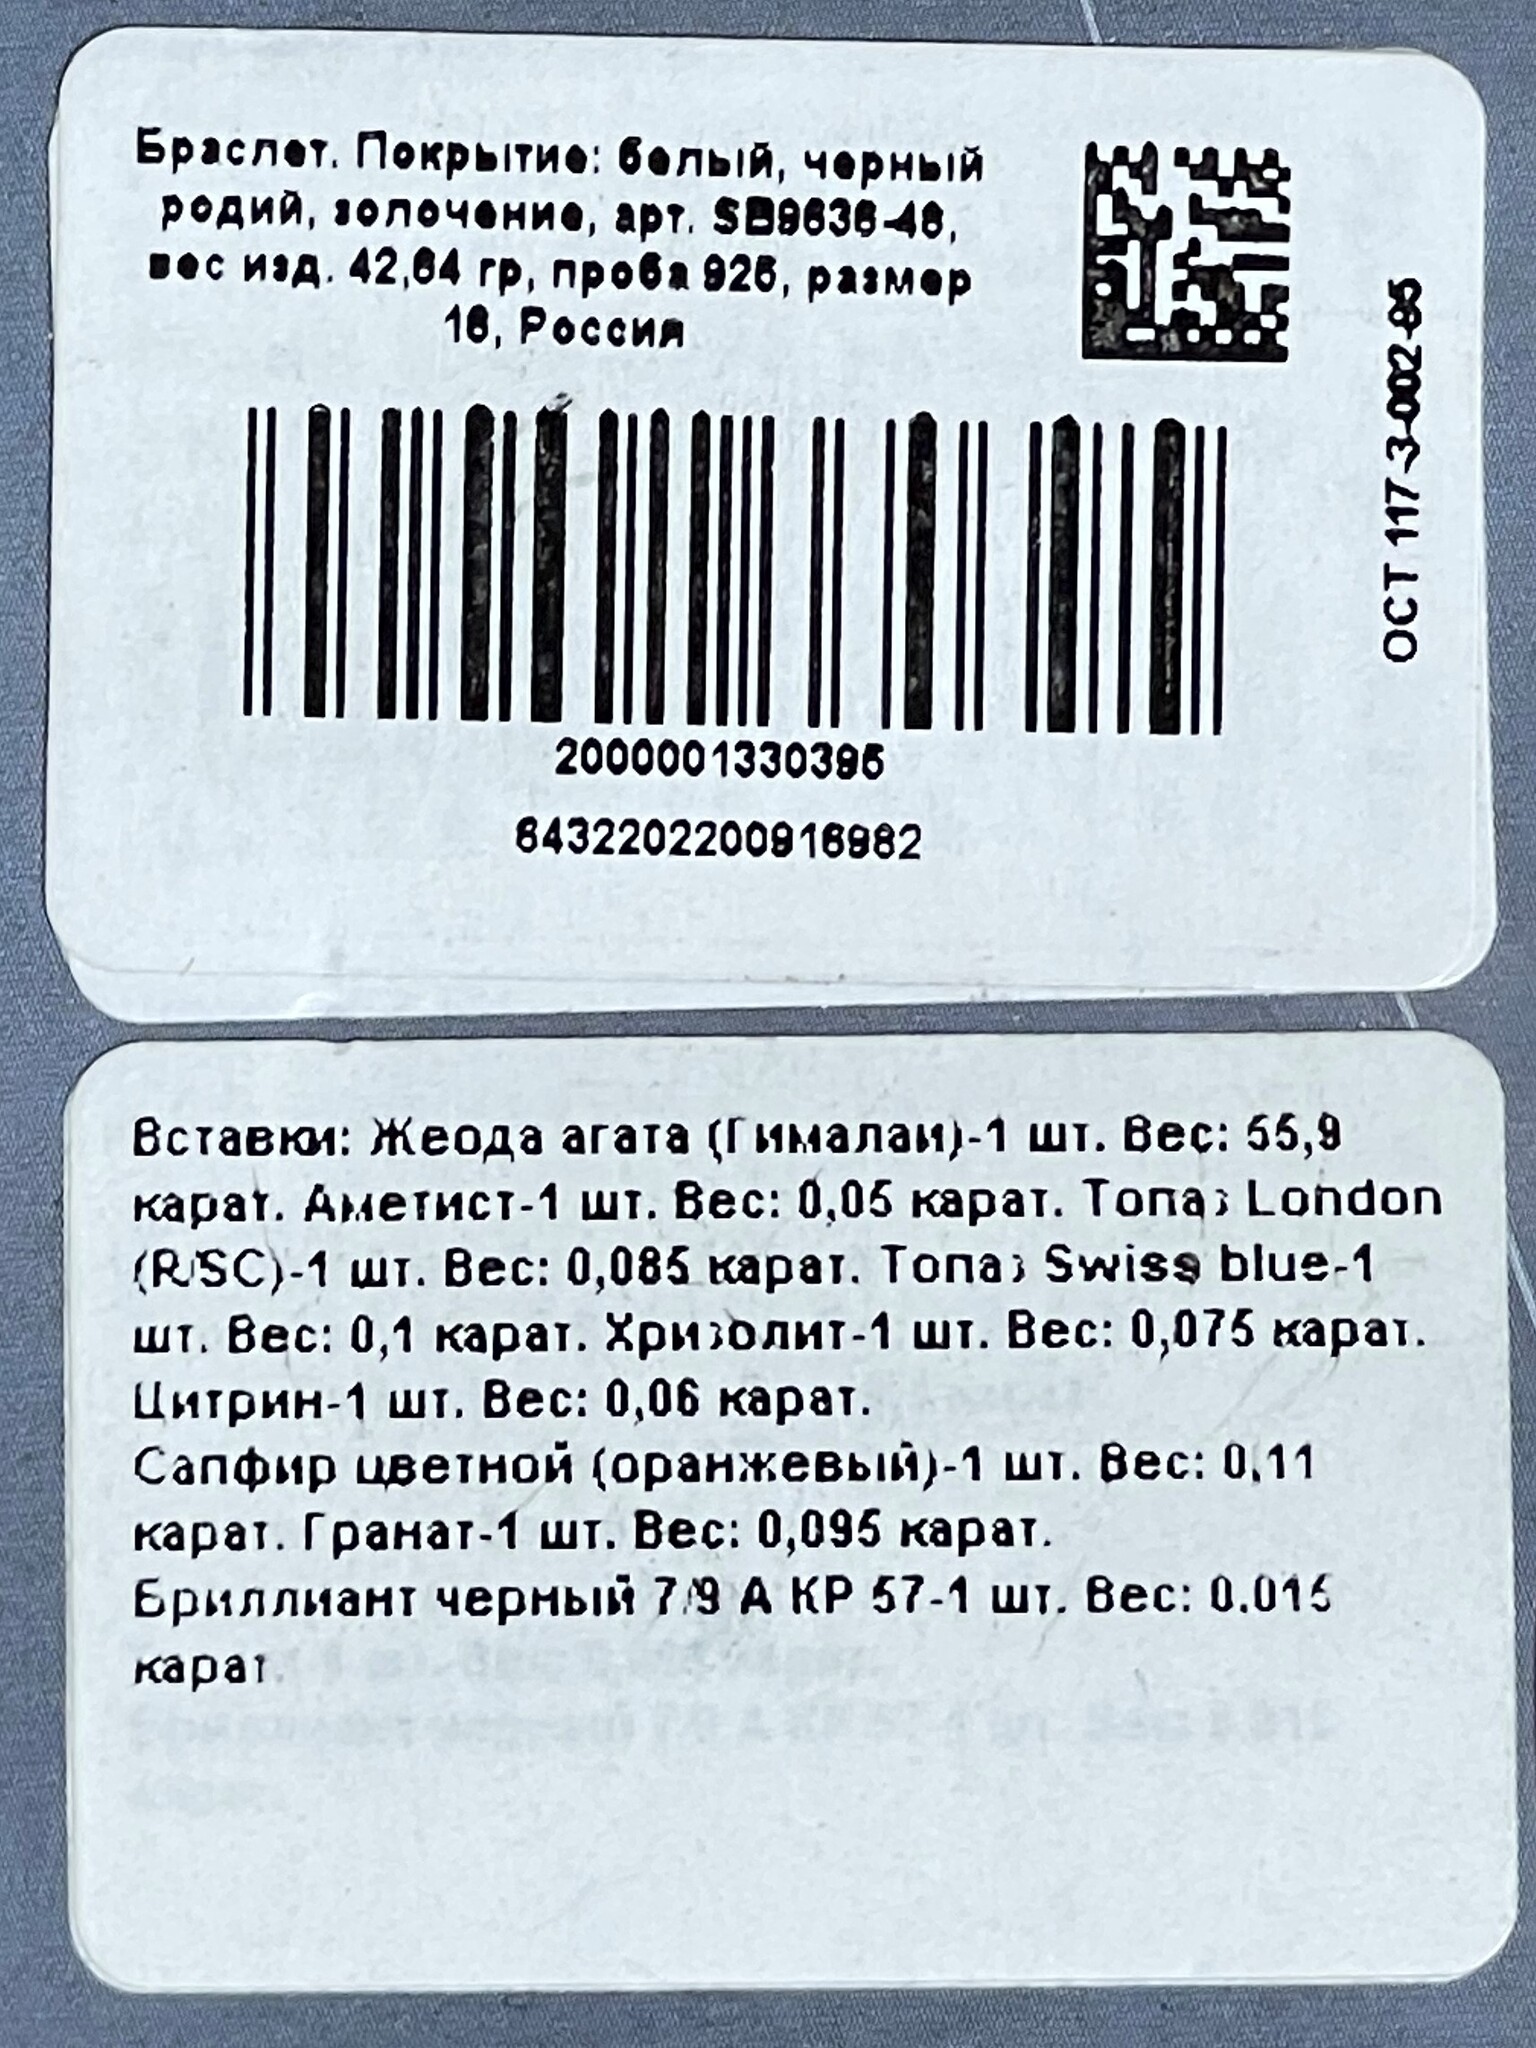 Браслет. Покрытие: белый, черный
родий, золочение, арт. SB9636-46,
вес изд. 42,64 гр, проба 925, размер
16, Россия
ОСТ 117-3-002-95
2000001330395
6432202200916982
Вставки: Жеода агата (Гималаи)-1 шт. Вес: 55,9
карат. Аметист-1 шт. Вес: 0,05 карат. Топаз London
(R/SC)-1 шт. Вес: 0,085 карат. Топаз Swiss blue-1
шт. Вес: 0,1 карат. Хризолит-1 шт. Вес: 0,075 карат.
Цитрин-1 шт. Вес: 0,06 карат.
Сапфир цветной (оранжевый)-1 шт. Вес: 0,11
карат. Гранат-1 шт. Вес: 0,095 карат.
Бриллиант черный 7/9 А КР 57-1 шт. Вес: 0,015
карат.